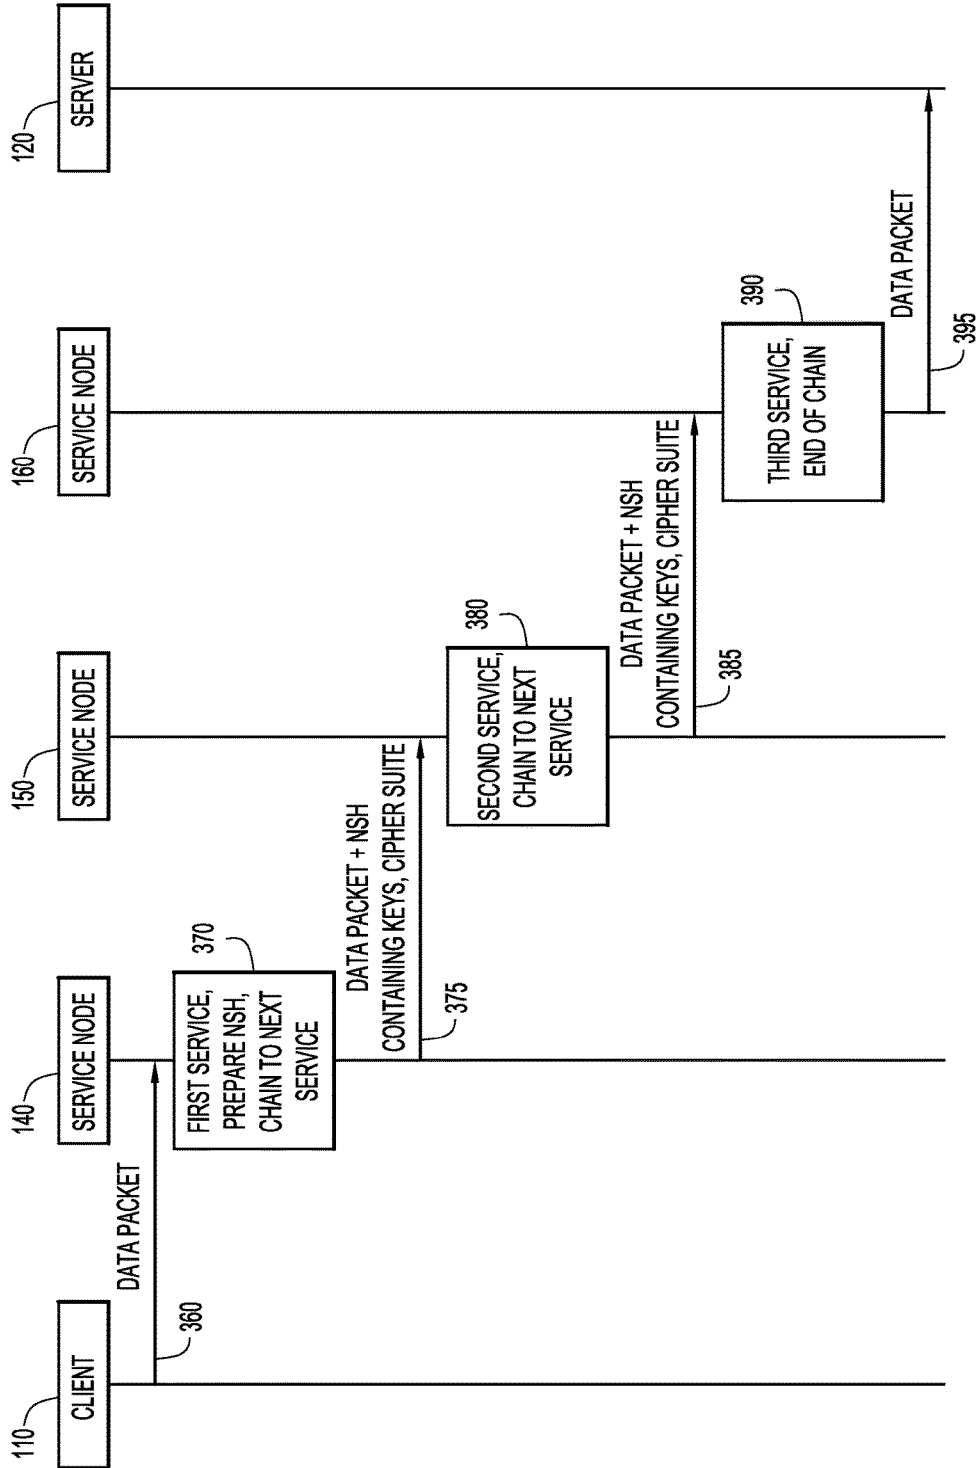 110
CLIENT
140
SERVICE NODE
150
SERVICE NODE
160
SERVICE NODE
120
SERVER
DATA PACKET
360
FIRST SERVICE,
PREPARE NSH,
CHAIN TO NEXT
SERVICE
370
DATA PACKET + NSH
CONTAINING KEYS, CIPHER SUITE
375
SECOND SERVICE,
CHAIN TO NEXT
SERVICE
380
DATA PACKET + NSH
CONTAINING KEYS, CIPHER SUITE
385
THIRD SERVICE,
END OF CHAIN
390
DATA PACKET
395